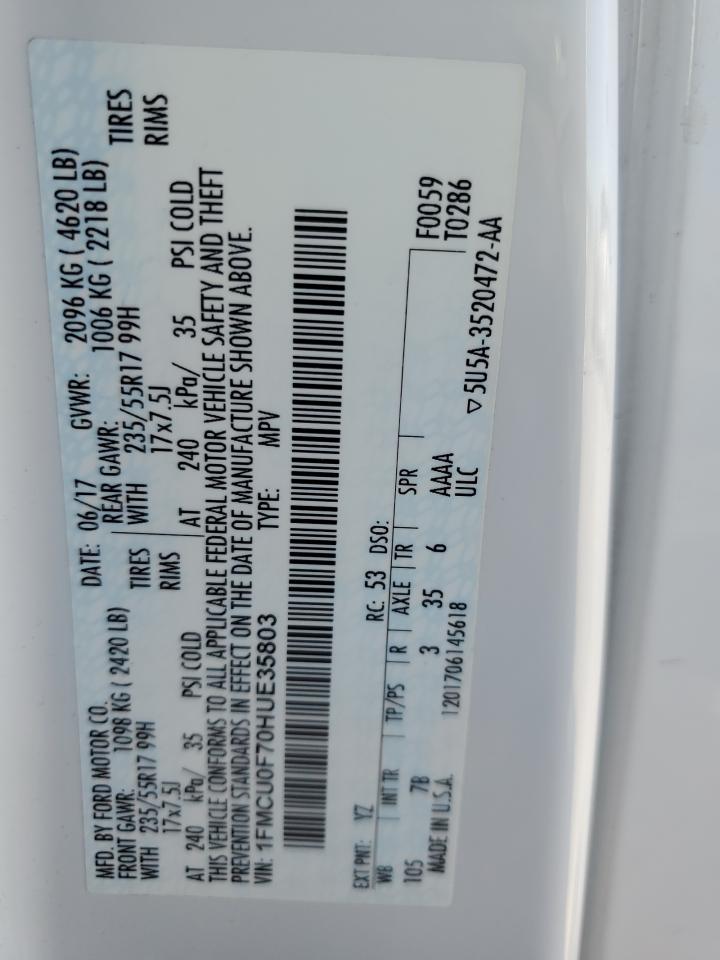 MFD. BY FORD MOTOR CO. DATE: 06/17 GVWR: 2096 KG ( 4620 LB)
FRONT GAWR: 1098 KG ( 2420 LB) REAR GAWR: 1006 KG ( 2218 LB)
WITH 235/55R17 99H TIRES WITH 235/55R17 99H TIRES
17x7.5J RIMS 17x7.5J RIMS
AT 240 kPa/ 35 PSI COLD AT 240 kPa/ 35 PSI COLD
THIS VEHICLE CONFORMS TO ALL APPLICABLE FEDERAL MOTOR VEHICLE SAFETY AND THEFT
PREVENTION STANDARDS IN EFFECT ON THE DATE OF MANUFACTURE SHOWN ABOVE.
VIN: 1FMCU0F70HUE35803 TYPE: MPV
EXT PNT: YZ RC: 53 DSO: F0059
WB INT TR TP/PS R AXLE TR SPR T0286
105 7B 3 35 6 AAAA
MADE IN U.S.A. 1201706145618 ULC ▽5U5A-3520472-AA